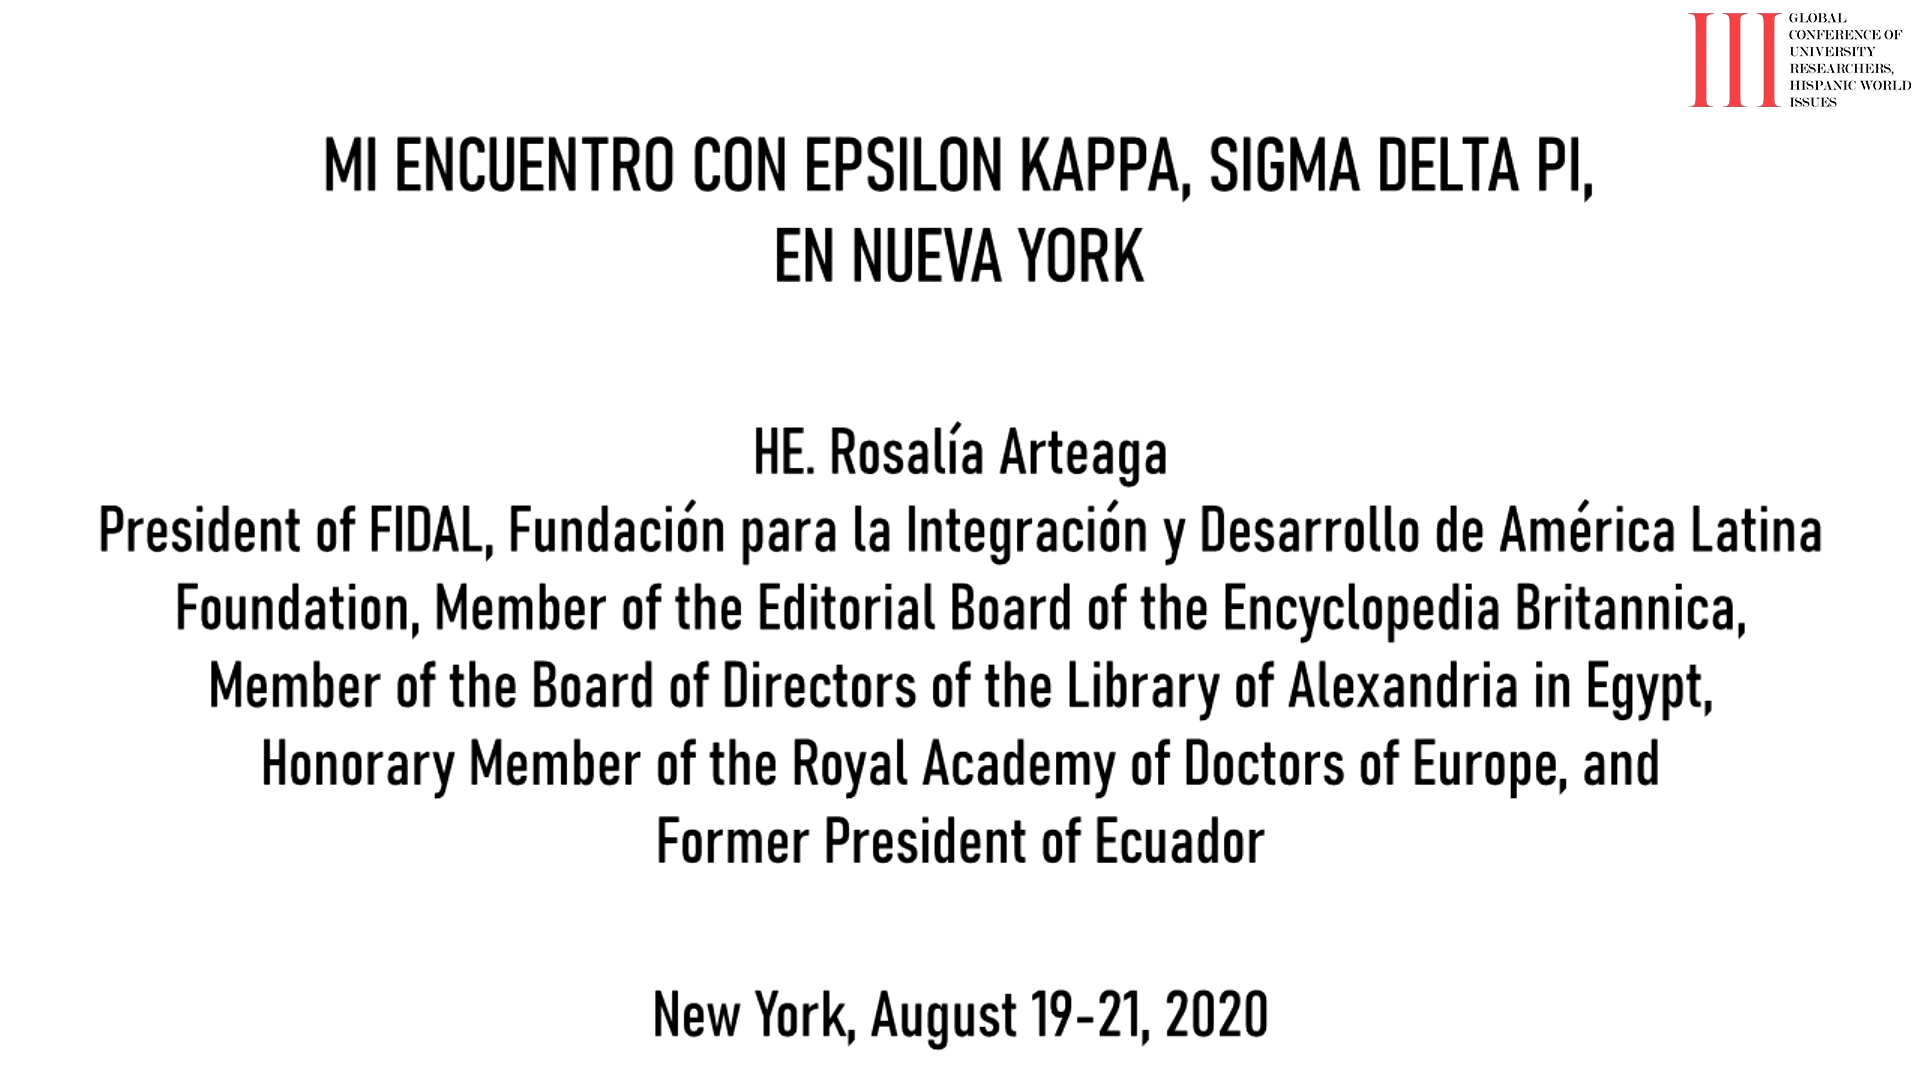 III
GLOBAL
CONFERENCE OF
UNIVERSITY
RESEARCHERS,
HISPANIC WORLD
ISSUES
MI ENCUENTRO CON EPSILON KAPPA, SIGMA DELTA PI,
EN NUEVA YORK
HE. Rosalía Arteaga
President of FIDAL, Fundación para la Integración y Desarrollo de América Latina
Foundation, Member of the Editorial Board of the Encyclopedia Britannica,
Member of the Board of Directors of the Library of Alexandria in Egypt,
Honorary Member of the Royal Academy of Doctors of Europe, and
Former President of Ecuador
New York, August 19-21, 2020